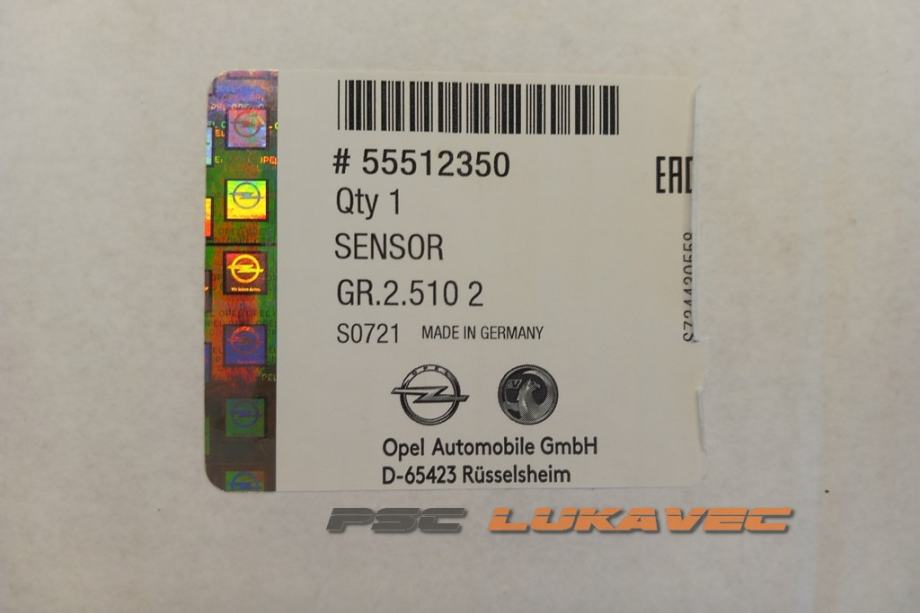 # 55512350
Qty 1
SENSOR
GR.2.510 2
S0721 MADE IN GERMANY
EAC
OPEL
Opel Automobile GmbH
D-65423 Rüsselsheim
PSC LUKAVEC